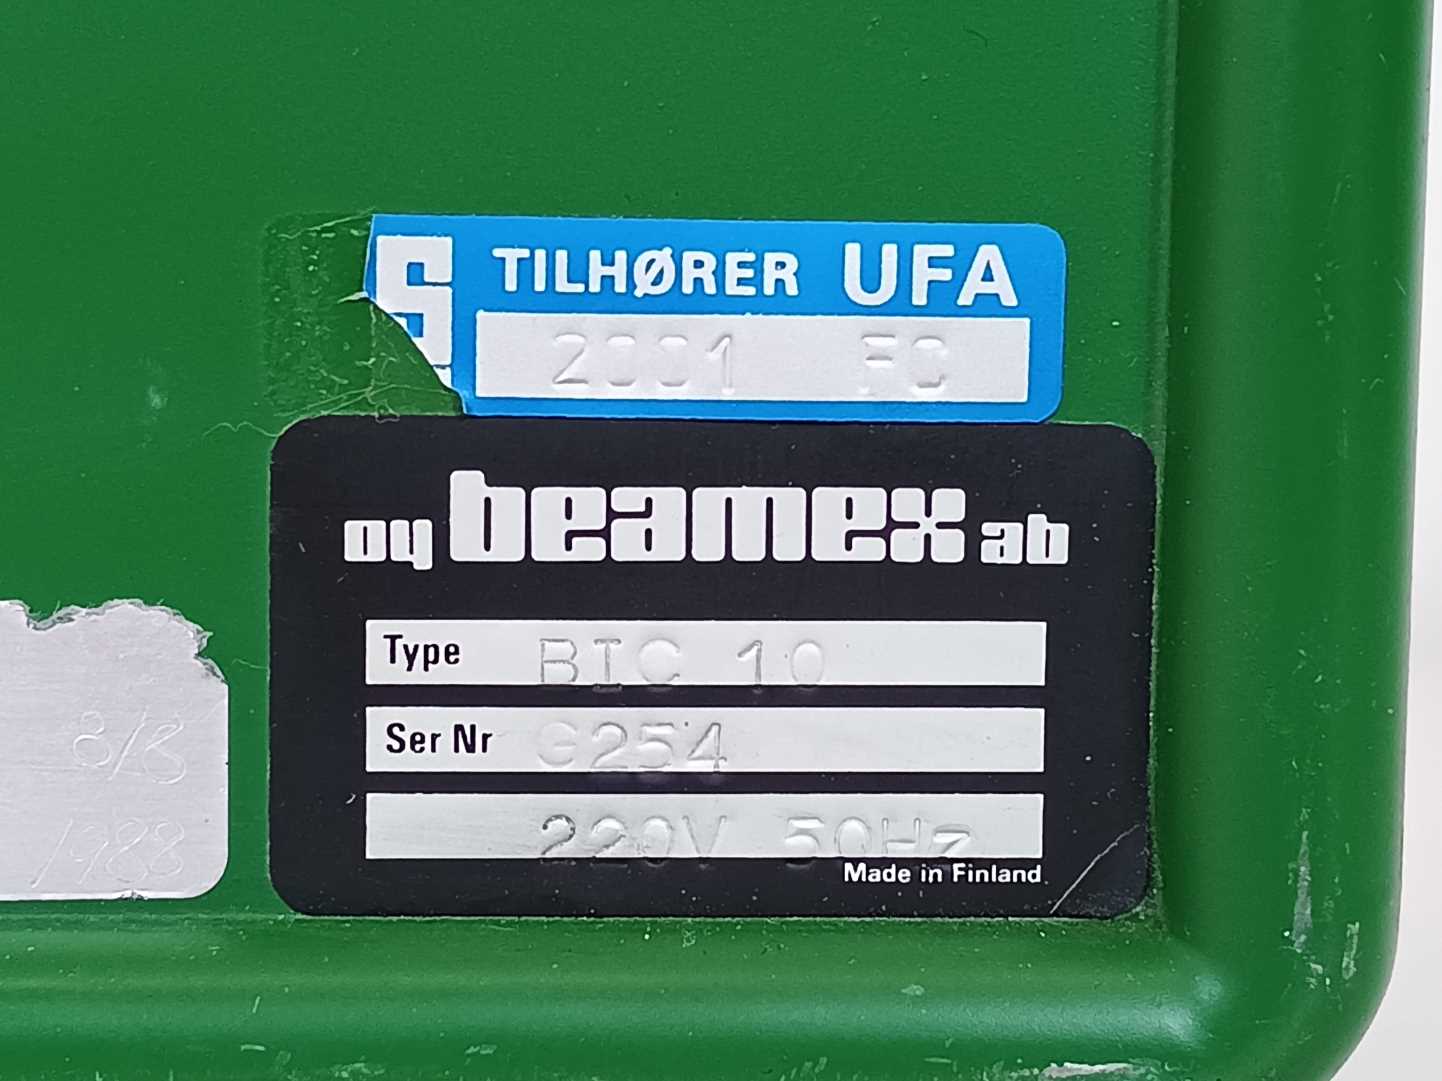 S TILHØRER UFA
2001 FC
oy beamex ab
Type BIC 10
Ser Nr G254
220V 50Hz
Made in Finland
8/8
1988